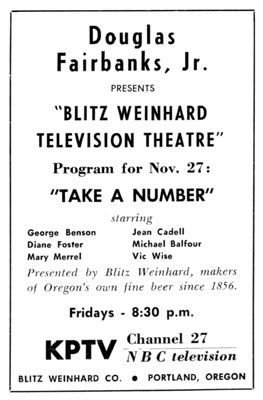 Douglas
Fairbanks, Jr.
PRESENTS
"BLITZ WEINHARD
TELEVISION THEATRE"
Program for Nov. 27:
"TAKE A NUMBER"
starring
George Benson Jean Cadell
Diane Foster Michael Balfour
Mary Merrel Vic Wise
Presented by Blitz Weinhard, makers
of Oregon's own fine beer since 1856.
Fridays - 8:30 p.m.
KPTV Channel 27
NBC television
BLITZ WEINHARD CO. • PORTLAND, OREGON